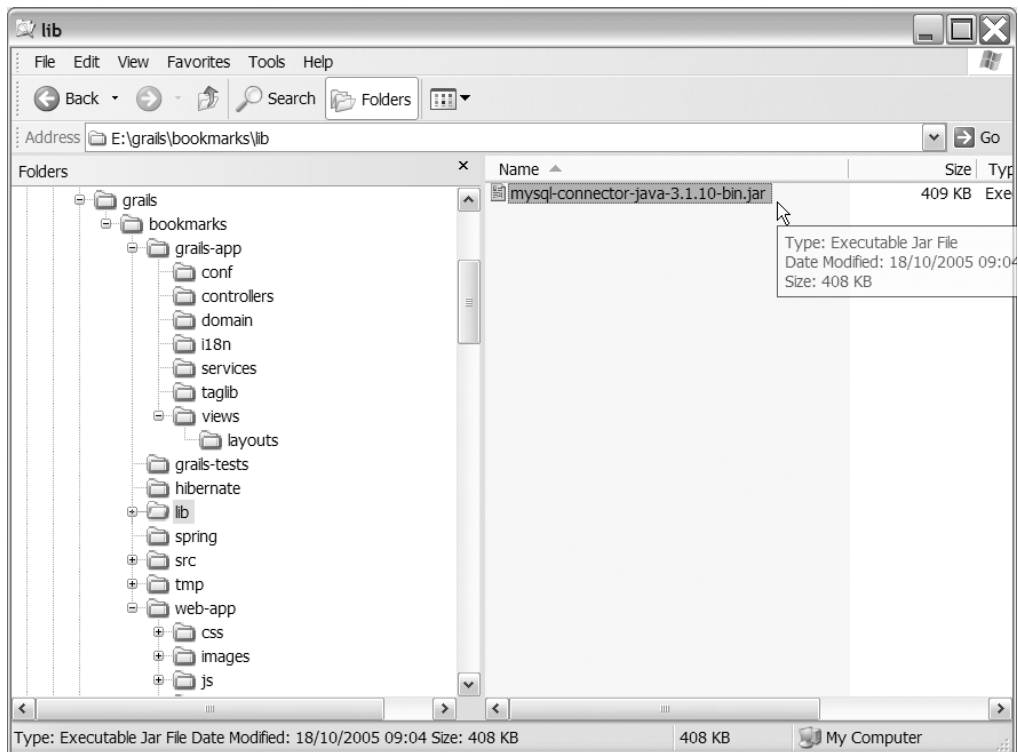 lib
File Edit View Favorites Tools Help
Back Search Folders
Address E:\grails\bookmarks\lib Go
Folders
Name Size Typ
grails
bookmarks
grails-app
conf
controllers
domain
i18n
services
taglib
views
layouts
grails-tests
hibernate
lib
spring
src
tmp
web-app
css
images
js
mysql-connector-java-3.1.10-bin.jar 409 KB Exe
Type: Executable Jar File
Date Modified: 18/10/2005 09:04
Size: 408 KB
Type: Executable Jar File Date Modified: 18/10/2005 09:04 Size: 408 KB 408 KB My Computer